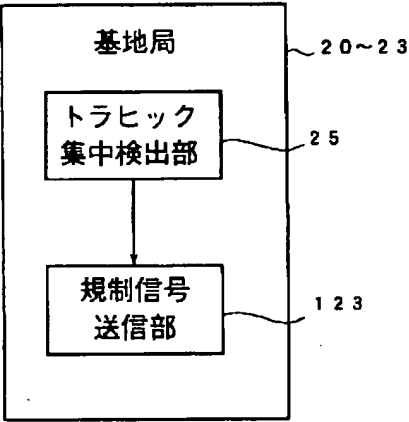 基地局
20~23
トラヒック
集中検出部
25
規制信号
送信部
123